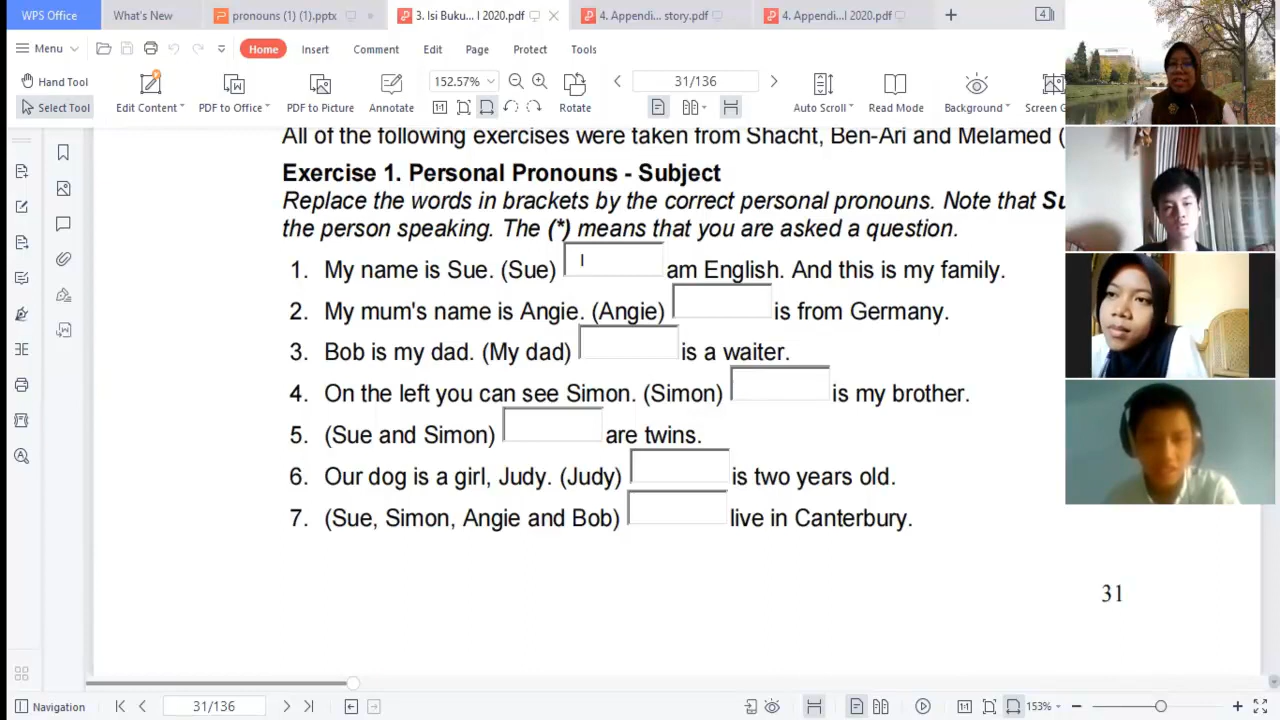 WPS Office What's New pronouns (1) (1).pptx 3. Isi Buku... I 2020.pdf 4. Appendi... story.pdf 4. Appendi...l 2020.pdf 4
Menu Home Insert Comment Edit Page Protect Tools
Hand Tool 152.57% 31/136
Select Tool Edit Content PDF to Office PDF to Picture Annotate Rotate Auto Scroll Read Mode Background Screen G
All of the following exercises were taken from Shacht, Ben-Ari and Melamed (
Exercise 1. Personal Pronouns - Subject
Replace the words in brackets by the correct personal pronouns. Note that Su
the person speaking. The (*) means that you are asked a question.
1. My name is Sue. (Sue) I am English. And this is my family.
2. My mum's name is Angie. (Angie) is from Germany.
3. Bob is my dad. (My dad) is a waiter.
4. On the left you can see Simon. (Simon) is my brother.
5. (Sue and Simon) are twins.
6. Our dog is a girl, Judy. (Judy) is two years old.
7. (Sue, Simon, Angie and Bob) live in Canterbury.
31
Navigation 31/136 153%